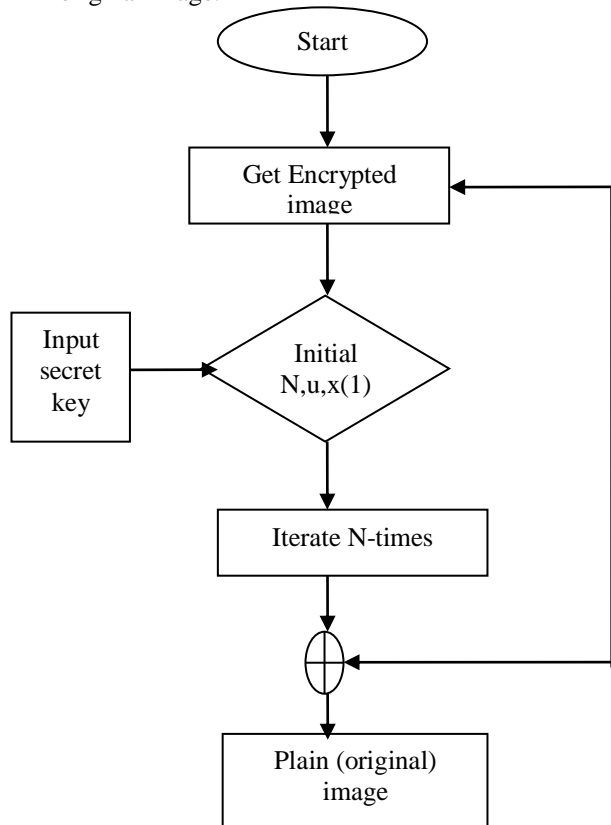 Start
Get Encrypted
image
Input
secret
key
Initial
N,u,x(1)
Iterate N-times
Plain (original)
image